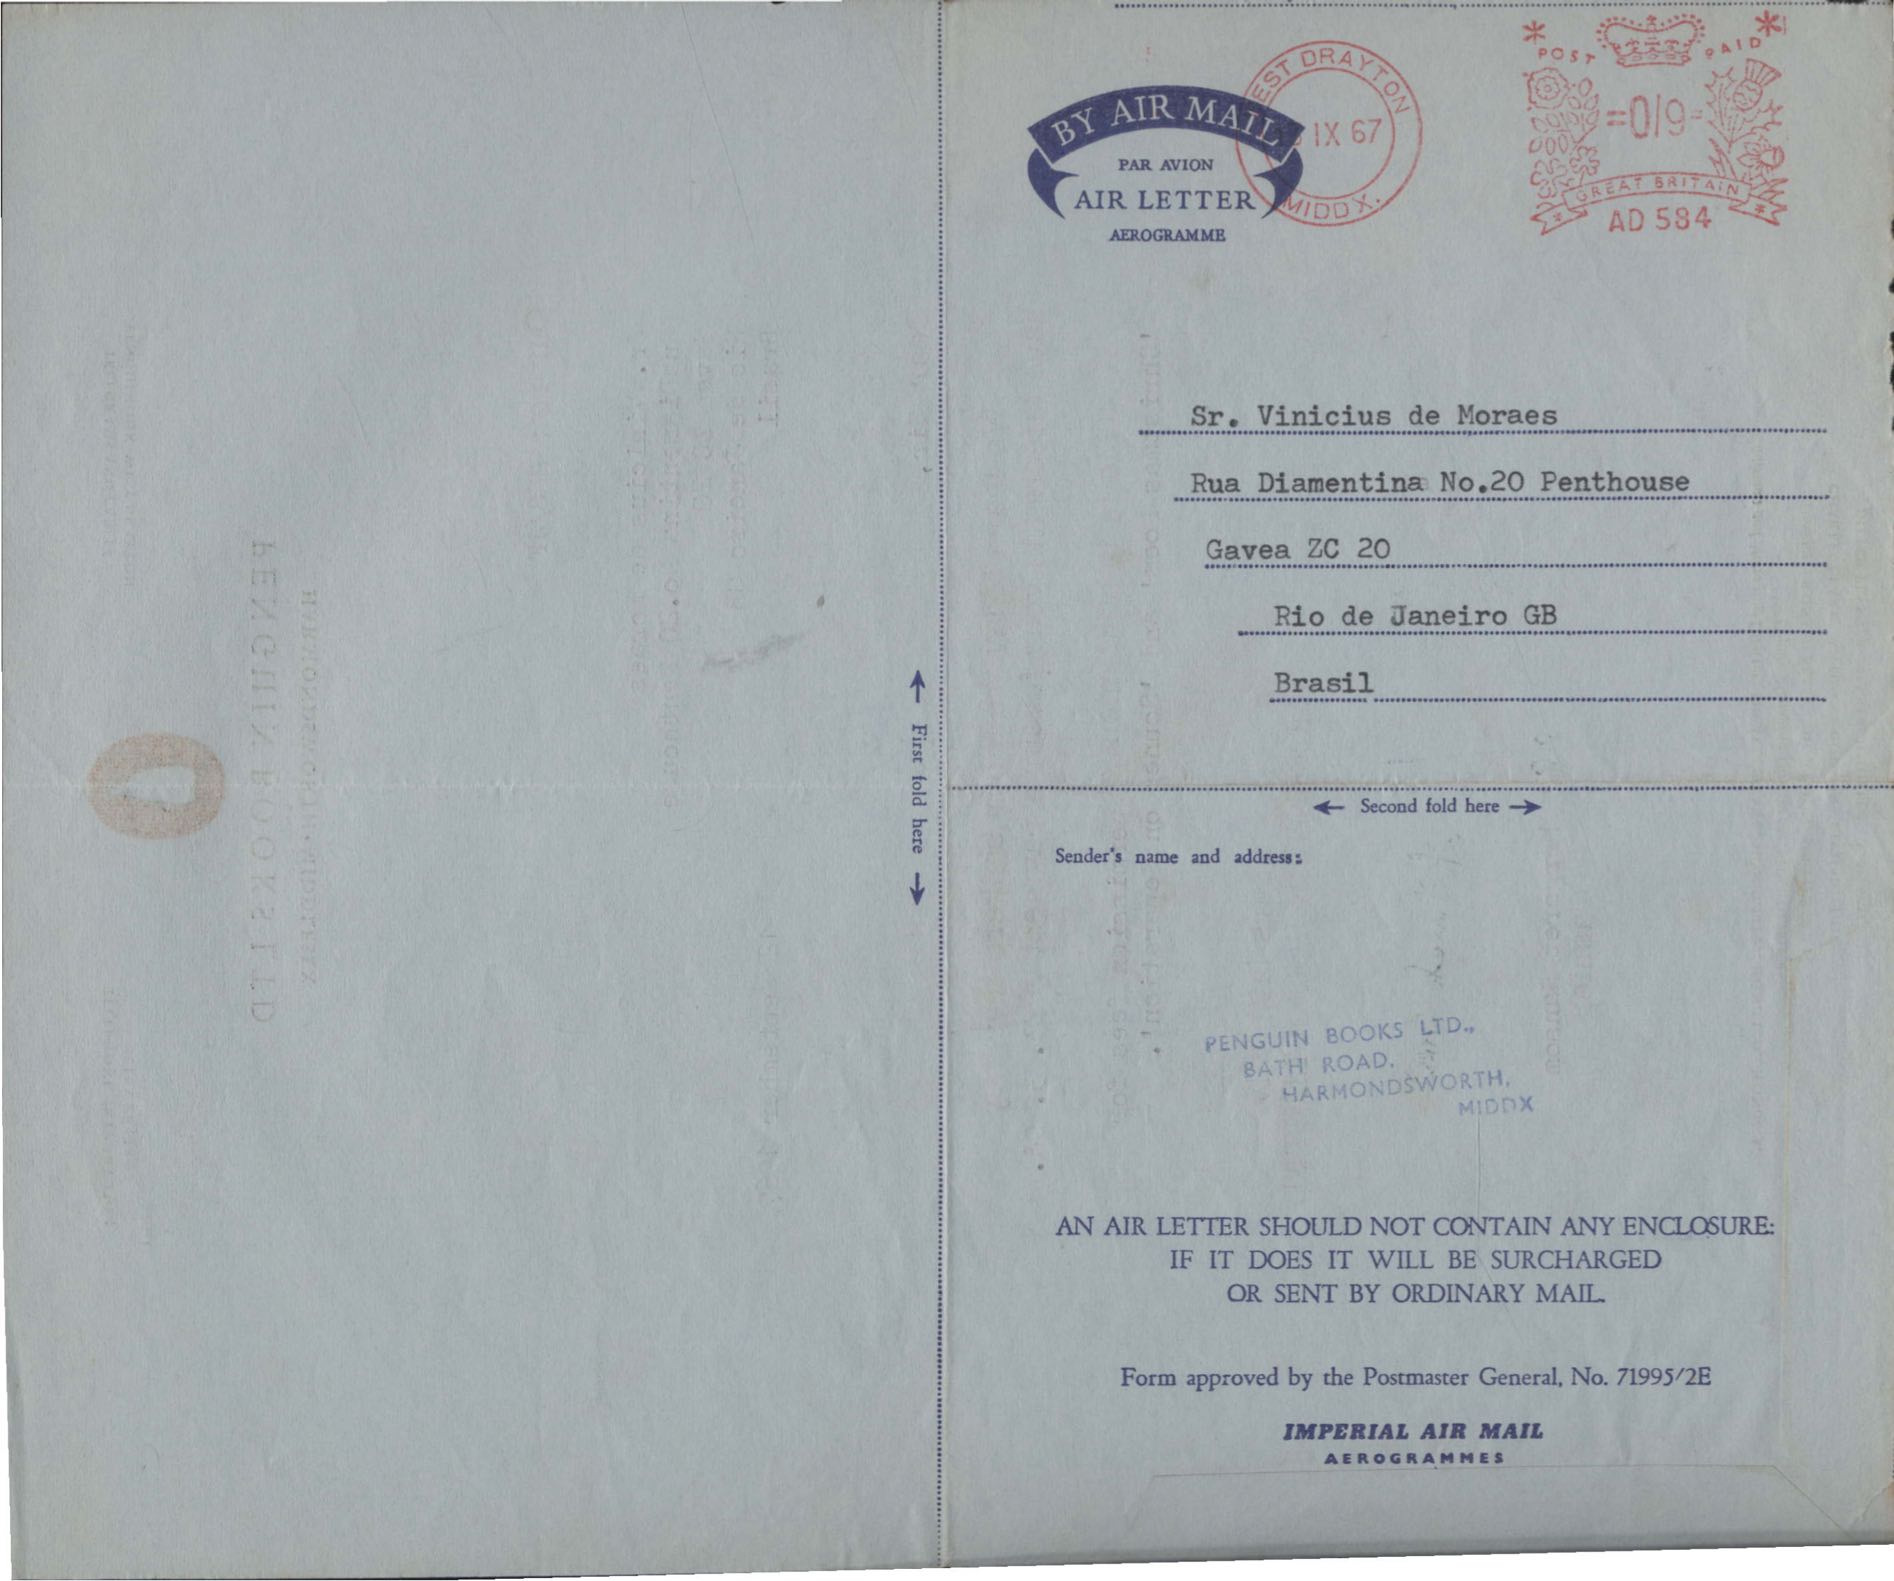 * POST PAID *
EST DRAYTON
IX 67
MIDDX.
=0/9=
GREAT BRITAIN
AD 584
BY AIR MAIL
PAR AVION
AIR LETTER
AEROGRAMME
Sr. Vinicius de Moraes
Rua Diamentina No.20 Penthouse
Gavea ZC 20
Rio de Janeiro GB
Brasil
← First fold here →
← Second fold here →
Sender's name and address:
PENGUIN BOOKS LTD.,
BATH ROAD,
HARMONDSWORTH,
MIDDX
AN AIR LETTER SHOULD NOT CONTAIN ANY ENCLOSURE:
IF IT DOES IT WILL BE SURCHARGED
OR SENT BY ORDINARY MAIL.
Form approved by the Postmaster General, No. 71995/2E
IMPERIAL AIR MAIL
AEROGRAMMES
PENGUIN BOOKS LTD